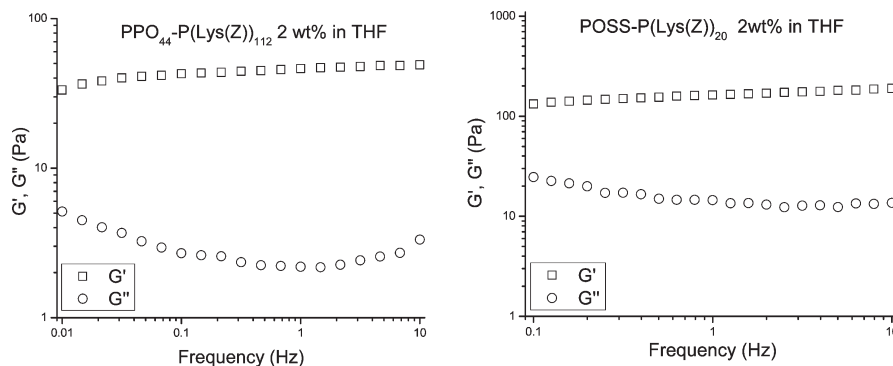 PPO44-P(Lys(Z))112 2 wt% in THF
100
10
1
G', G" (Pa)
G'
G"
0.01
0.1
1
10
Frequency (Hz)
POSS-P(Lys(Z))20 2wt% in THF
1000
100
10
1
G', G" (Pa)
G'
G"
0.1
1
10
Frequency (Hz)